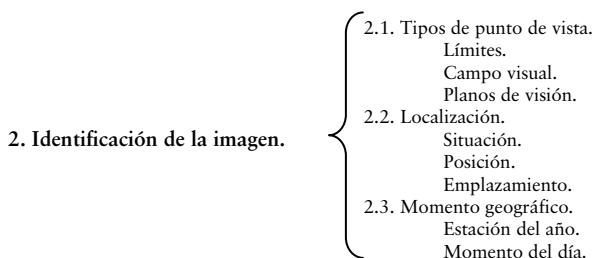 2. Identificación de la imagen.
2.1. Tipos de punto de vista.
Límites.
Campo visual.
Planos de visión.
2.2. Localización.
Situación.
Posición.
Emplazamiento.
2.3. Momento geográfico.
Estación del año.
Momento del día.